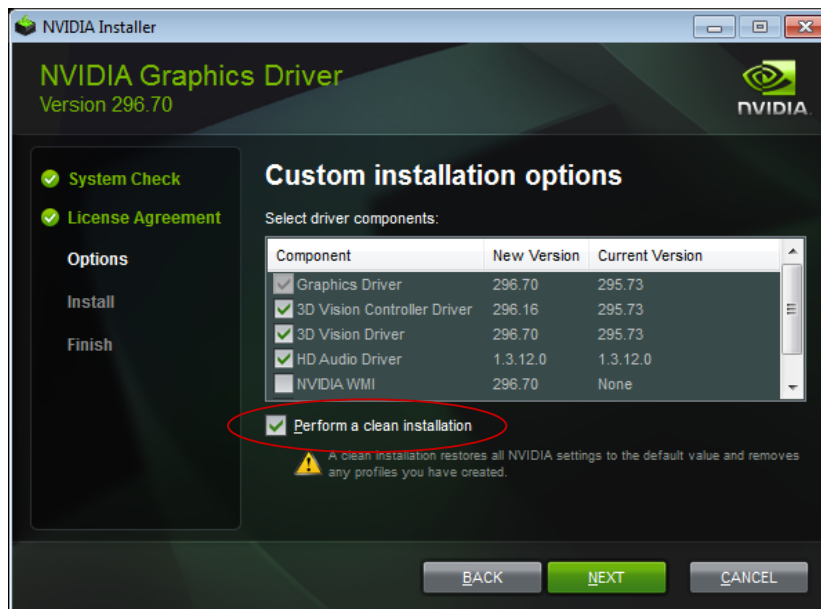 NVIDIA Installer
NVIDIA Graphics Driver
Version 296.70
NVIDIA.
System Check
License Agreement
Options
Install
Finish
Custom installation options
Select driver components:
Component New Version Current Version
Graphics Driver 296.70 295.73
3D Vision Controller Driver 296.16 295.73
3D Vision Driver 296.70 295.73
HD Audio Driver 1.3.12.0 1.3.12.0
NVIDIA WMI 296.70 None
Perform a clean installation
A clean installation restores all NVIDIA settings to the default value and removes
any profiles you have created.
BACK NEXT CANCEL